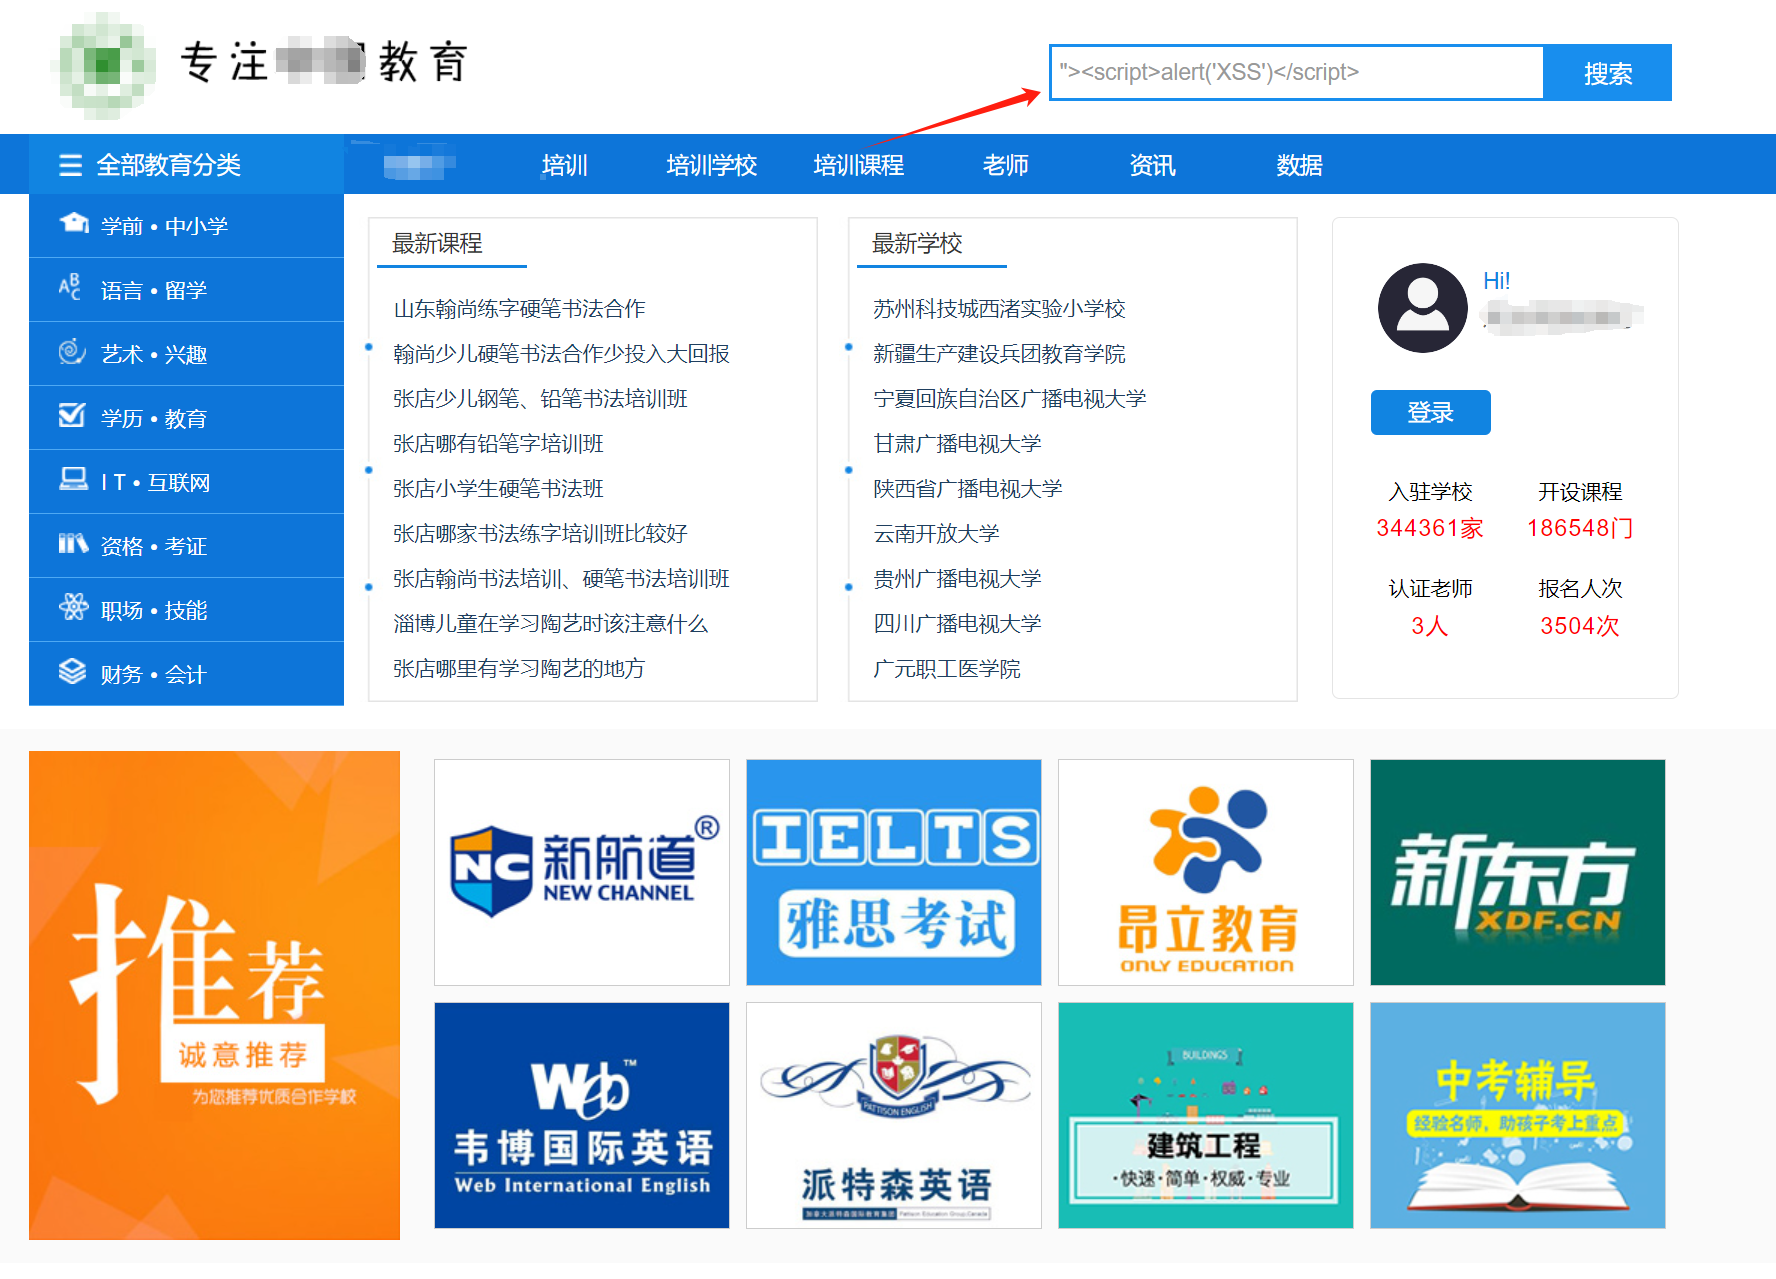 专注 教育
"><script>alert('XSS')</script>
搜索
全部教育分类
培训
培训学校
培训课程
老师
资讯
数据
学前 • 中小学
语言 • 留学
艺术 • 兴趣
学历 • 教育
I T • 互联网
资格 • 考证
职场 • 技能
财务 • 会计
最新课程
山东翰尚练字硬笔书法合作
翰尚少儿硬笔书法合作少投入大回报
张店少儿钢笔、铅笔书法培训班
张店哪有铅笔字培训班
张店小学生硬笔书法班
张店哪家书法练字培训班比较好
张店翰尚书法培训、硬笔书法培训班
淄博儿童在学习陶艺时该注意什么
张店哪里有学习陶艺的地方
最新学校
苏州科技城西渚实验小学校
新疆生产建设兵团教育学院
宁夏回族自治区广播电视大学
甘肃广播电视大学
陕西省广播电视大学
云南开放大学
贵州广播电视大学
四川广播电视大学
广元职工医学院
Hi!
登录
入驻学校
344361家
开设课程
186548门
认证老师
3人
报名人次
3504次
推荐
诚意推荐
为您推荐优质合作学校
NC 新航道®
NEW CHANNEL
IELTS
雅思考试
昂立教育
ONLY EDUCATION
新东方
XDF.CN
Web™
韦博国际英语
Web International English
PATTISON ENGLISH
派特森英语
加拿大派特森国际教育集团 Pattison Education Group Canada
BUILDINGS
建筑工程
·快速·简单·权威·专业
中考辅导
经验名师，助孩子考上重点